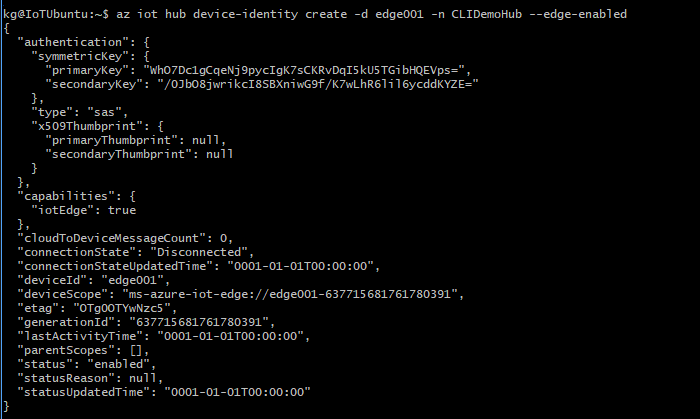 kg@IoTUbuntu:~$ az iot hub device-identity create -d edge001 -n CLIDemoHub --edge-enabled
{
  "authentication": {
    "symmetricKey": {
      "primaryKey": "WhO7Dc1gCqeNj9pycIgK7sCKRvDqI5kU5TGibHQEVps=",
      "secondaryKey": "/OJbO8jwrikcI8SBXniwG9f/K7wLhR6lil6ycddKYZE="
    },
    "type": "sas",
    "x509Thumbprint": {
      "primaryThumbprint": null,
      "secondaryThumbprint": null
    }
  },
  "capabilities": {
    "iotEdge": true
  },
  "cloudToDeviceMessageCount": 0,
  "connectionState": "Disconnected",
  "connectionStateUpdatedTime": "0001-01-01T00:00:00",
  "deviceId": "edge001",
  "deviceScope": "ms-azure-iot-edge://edge001-637715681761780391",
  "etag": "OTg0OTYwNzc5",
  "generationId": "637715681761780391",
  "lastActivityTime": "0001-01-01T00:00:00",
  "parentScopes": [],
  "status": "enabled",
  "statusReason": null,
  "statusUpdatedTime": "0001-01-01T00:00:00"
}